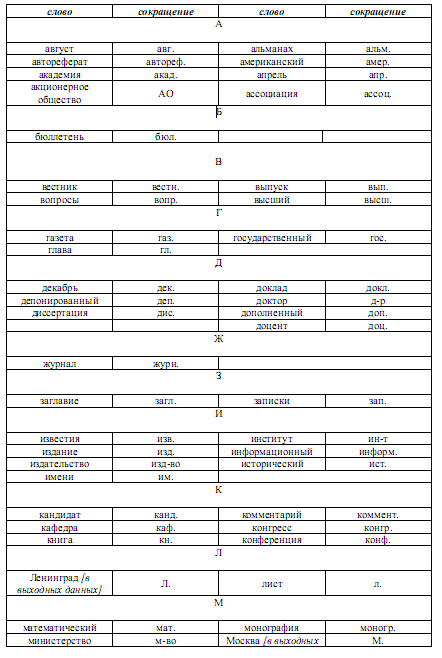 слово сокращение слово сокращение
А
август авг. альманах альм.
автореферат автореф. американский амер.
академия акад. апрель апр.
акционерное
общество АО ассоциация ассоц.
Б
бюллетень бюл.
В
вестник вестн. выпуск вып.
вопросы вопр. высший высш.
Г
газета газ. государственный гос.
глава гл.
Д
декабрь дек. доклад докл.
депонированный деп. доктор д-р
диссертация дис. дополненный доп.
доцент доц.
Ж
журнал журн.
З
заглавие загл. записки зап.
И
известия изв. институт ин-т
издание изд. информационный информ.
издательство изд-во исторический ист.
имени им.
К
кандидат канд. комментарий коммент.
кафедра каф. конгресс конгр.
книга кн. конференция конф.
Л
Ленинград [в
выходных данных] Л. лист л.
М
математический мат. монография моногр.
министерство м-во Москва [в выходных М.